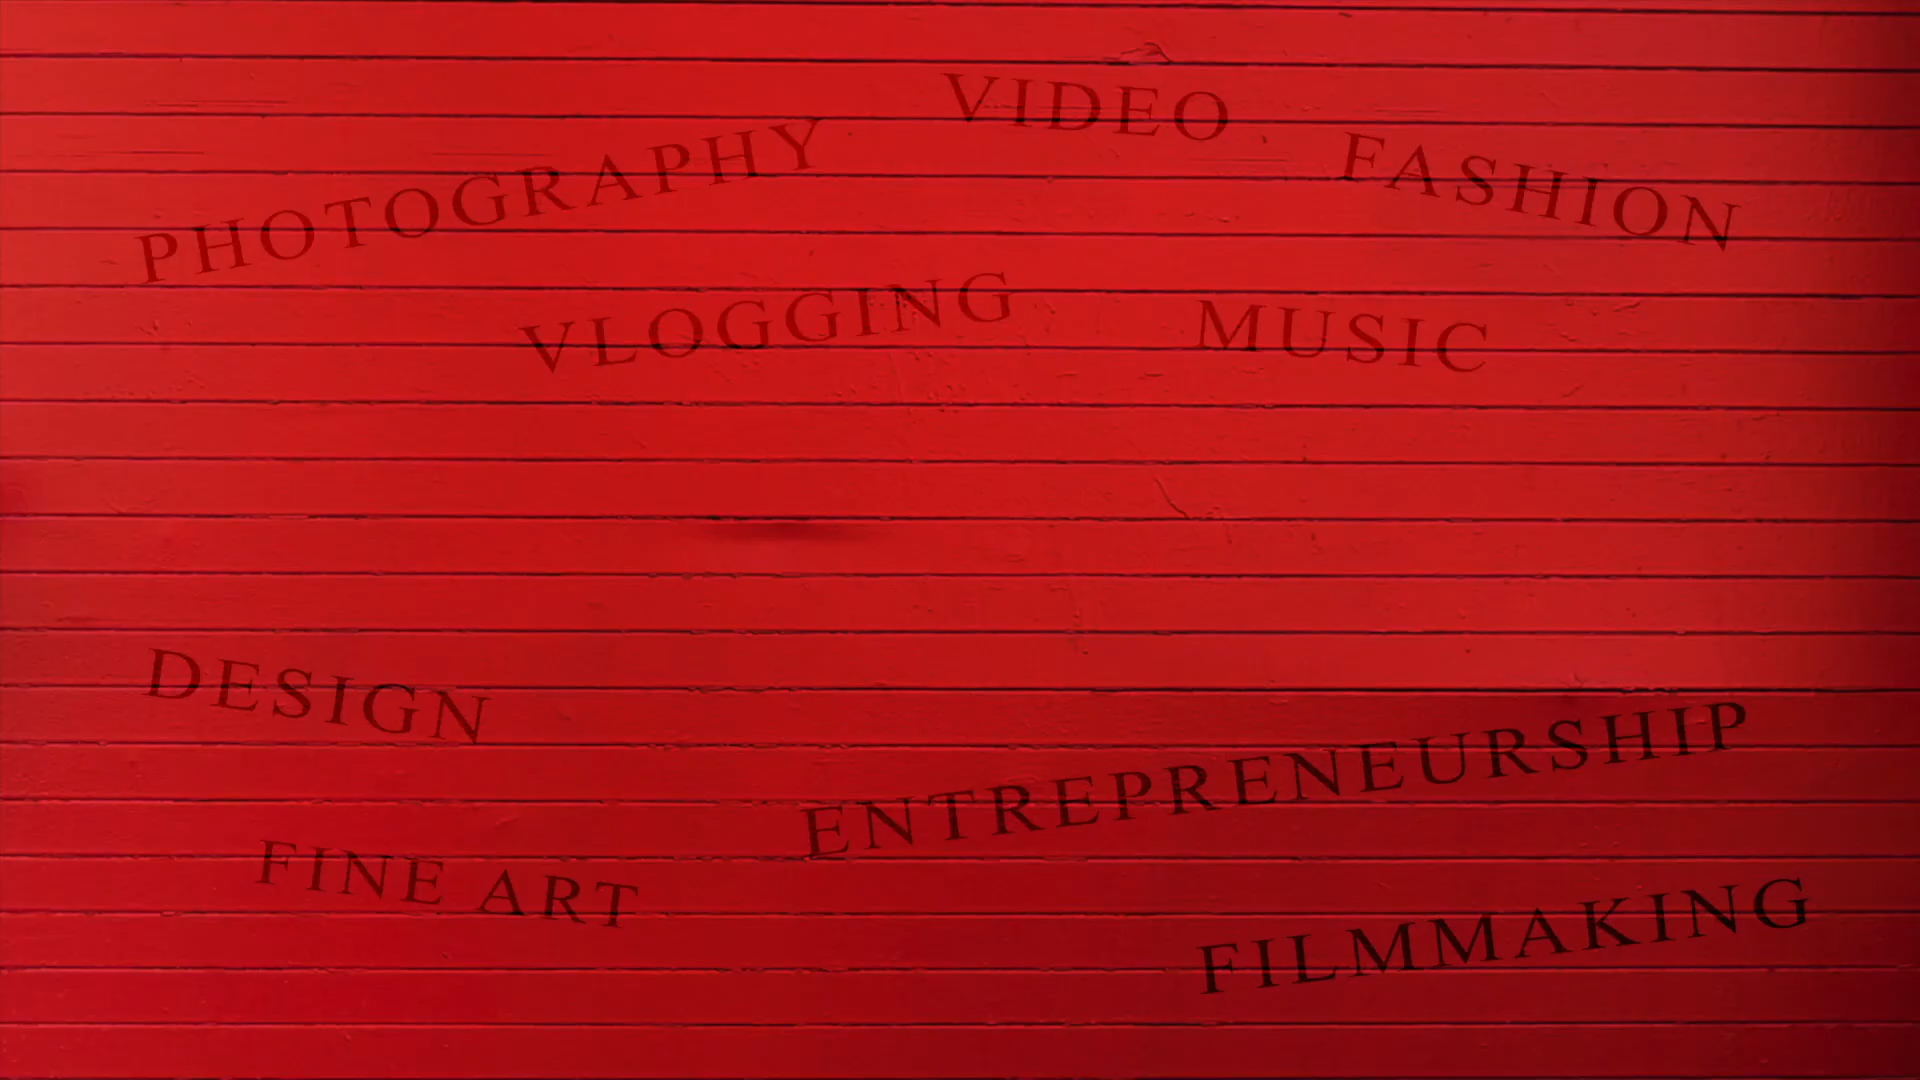 VIDEO
PHOTOGRAPHY
FASHION
VLOGGING
MUSIC
DESIGN
ENTREPRENEURSHIP
FINE ART
FILMMAKING